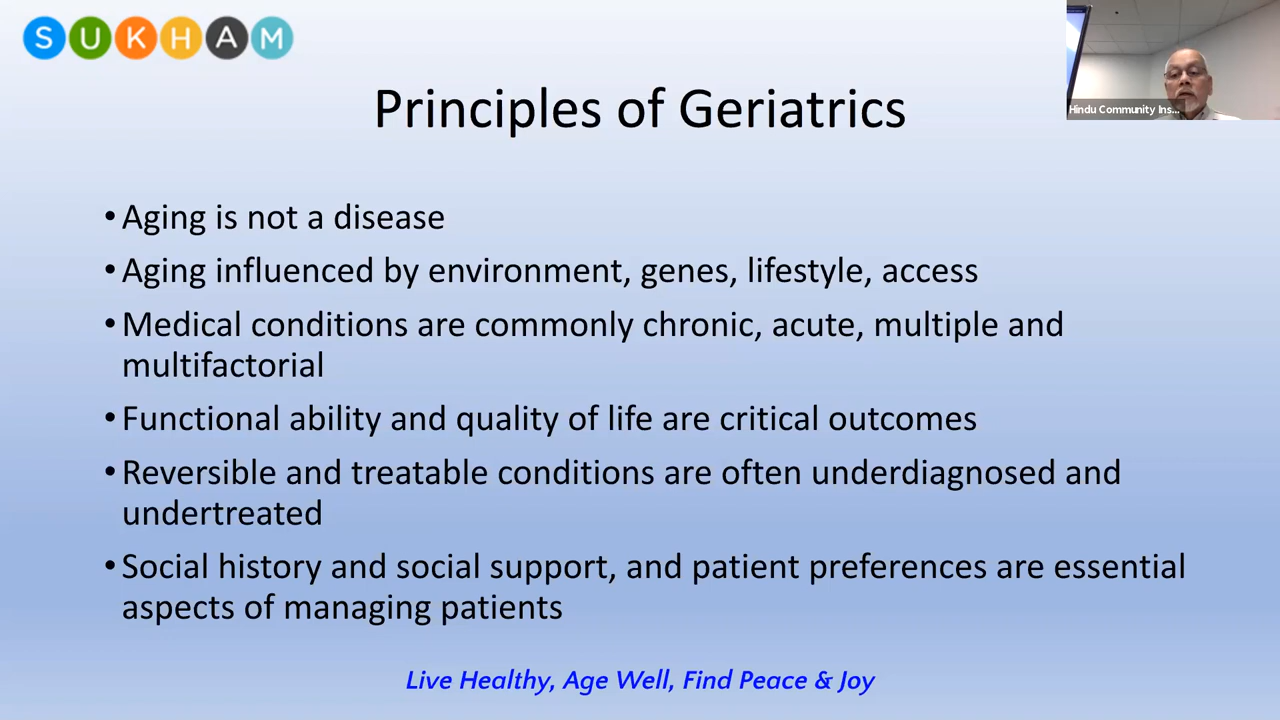 SUKHAM
Hindu Community Ins...
Principles of Geriatrics
•Aging is not a disease
•Aging influenced by environment, genes, lifestyle, access
•Medical conditions are commonly chronic, acute, multiple and
multifactorial
•Functional ability and quality of life are critical outcomes
•Reversible and treatable conditions are often underdiagnosed and
undertreated
•Social history and social support, and patient preferences are essential
aspects of managing patients
Live Healthy, Age Well, Find Peace & Joy